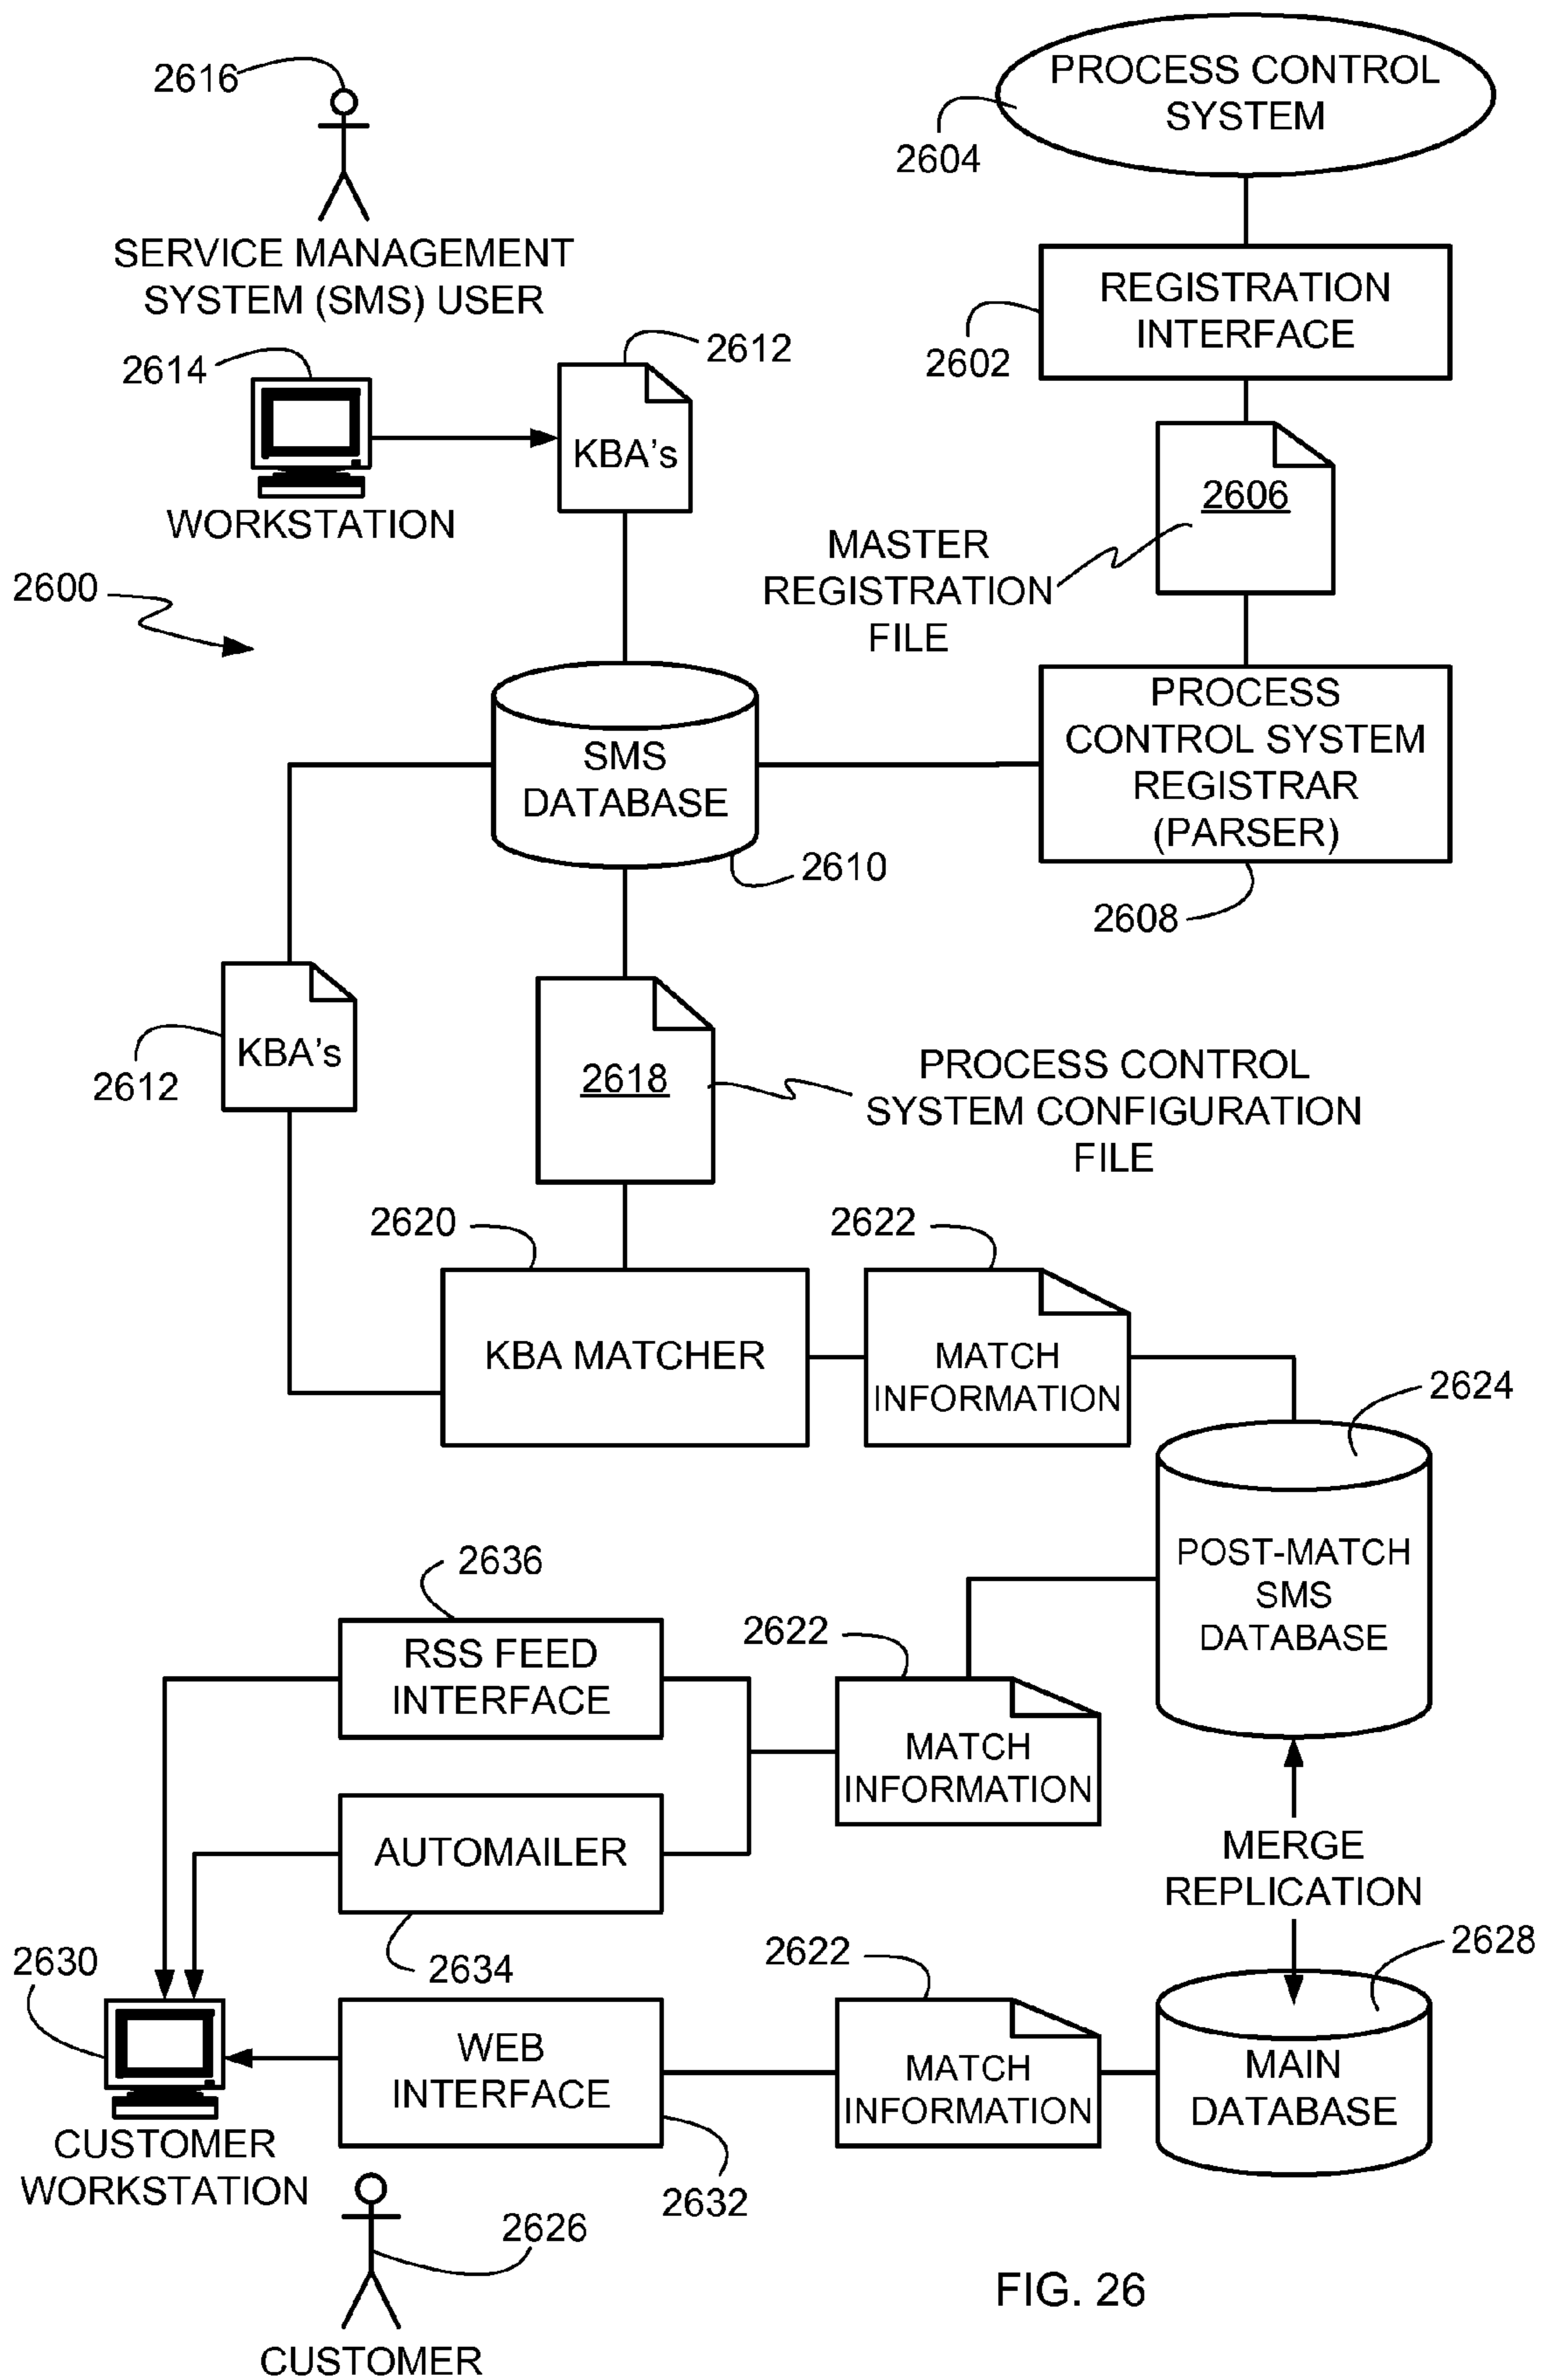 2616
PROCESS CONTROL
SYSTEM
2604
SERVICE MANAGEMENT
SYSTEM (SMS) USER
REGISTRATION
INTERFACE
2602
2614
2612
KBA's
WORKSTATION
2606
MASTER
REGISTRATION
FILE
2600
SMS
DATABASE
2610
PROCESS
CONTROL SYSTEM
REGISTRAR
(PARSER)
2608
KBA's
2612
2618
PROCESS CONTROL
SYSTEM CONFIGURATION
FILE
2620
2622
KBA MATCHER
MATCH
INFORMATION
2624
POST-MATCH
SMS
DATABASE
2636
RSS FEED
INTERFACE
2622
MATCH
INFORMATION
AUTOMAILER
2634
MERGE
REPLICATION
2630
2622
2628
WEB
INTERFACE
MATCH
INFORMATION
MAIN
DATABASE
CUSTOMER
WORKSTATION
2632
2626
CUSTOMER
FIG. 26